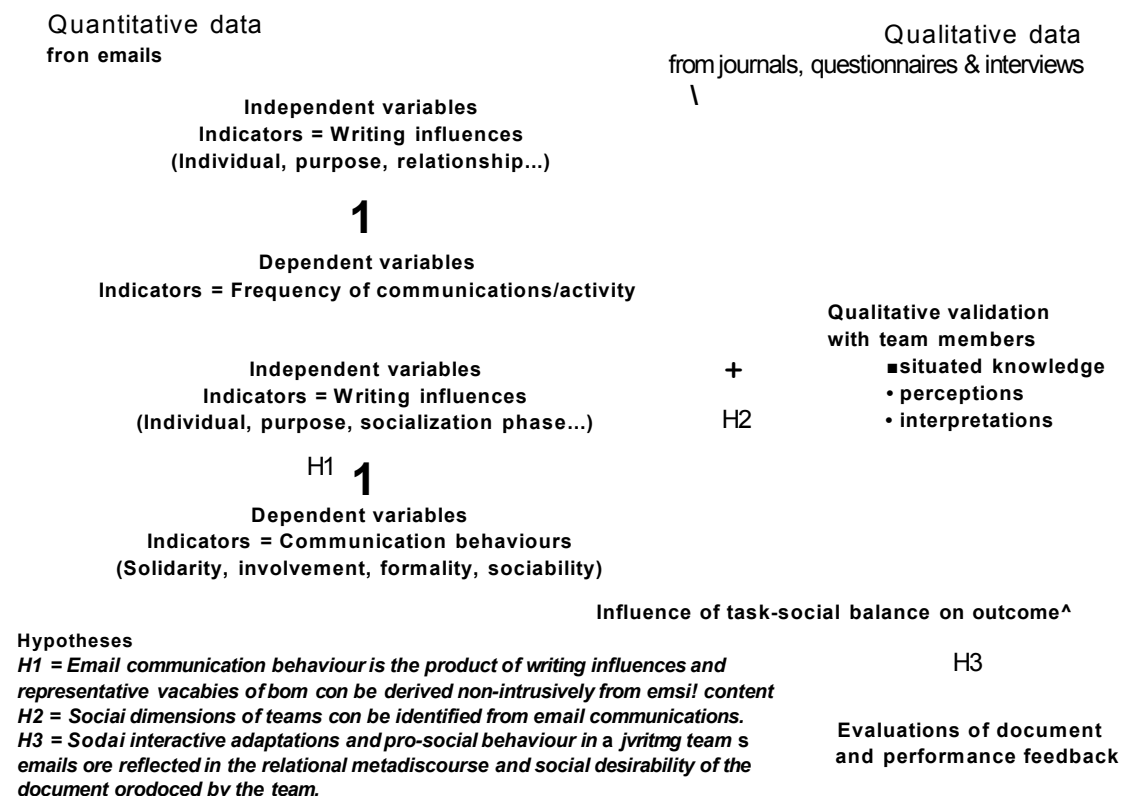 Quantitative data
fron emails
Qualitative data
from journals, questionnaires & interviews
\
Independent variables
Indicators = Writing influences
(Individual, purpose, relationship...)
1
Dependent variables
Indicators = Frequency of communications/activity
Qualitative validation
with team members
■situated knowledge
• perceptions
• interpretations
Independent variables
Indicators = Writing influences
(Individual, purpose, socialization phase...)
+
H2
H1 1
Dependent variables
Indicators = Communication behaviours
(Solidarity, involvement, formality, sociability)
Influence of task-social balance on outcome^
Hypotheses
H1 = Email communication behaviour is the product of writing influences and
representative vacabies of bom con be derived non-intrusively from emsi! content
H2 = Sociai dimensions of teams con be identified from email communications.
H3 = Sodai interactive adaptations and pro-social behaviour in a jvritmg team s
emails ore reflected in the relational metadiscourse and social desirability of the
document orodoced by the team.
H3
Evaluations of document
and performance feedback